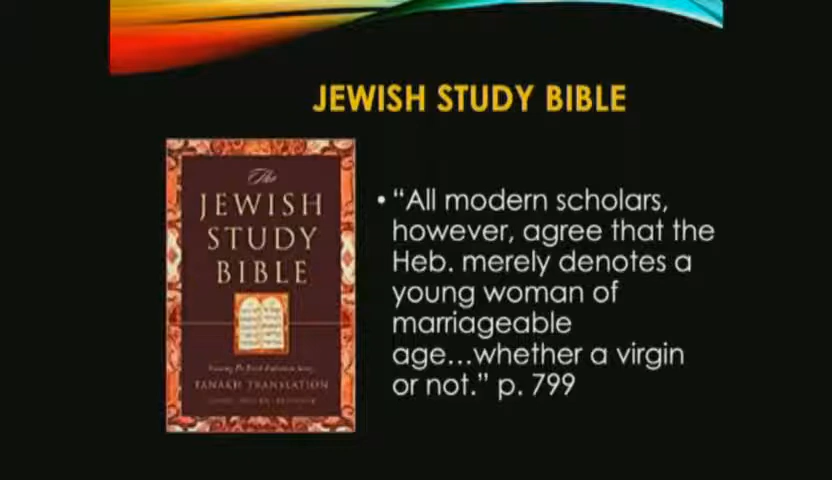 JEWISH STUDY BIBLE
The
JEWISH
STUDY
BIBLE
TANAKH TRANSLATION
• “All modern scholars,
however, agree that the
Heb. merely denotes a
young woman of
marriageable
age...whether a virgin
or not.” p. 799